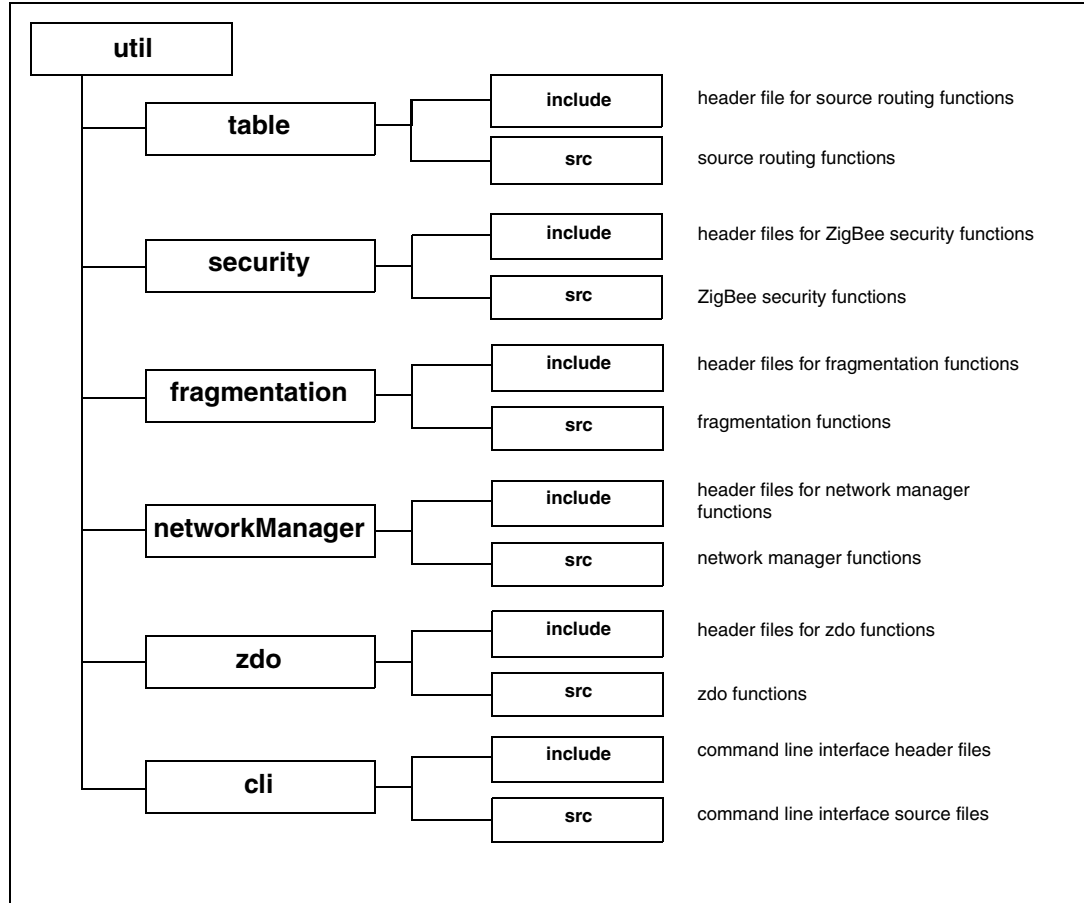 util
table
include
header file for source routing functions
src
source routing functions
security
include
header files for ZigBee security functions
src
ZigBee security functions
fragmentation
include
header files for fragmentation functions
src
fragmentation functions
networkManager
include
header files for network manager
functions
src
network manager functions
zdo
include
header files for zdo functions
src
zdo functions
cli
include
command line interface header files
src
command line interface source files